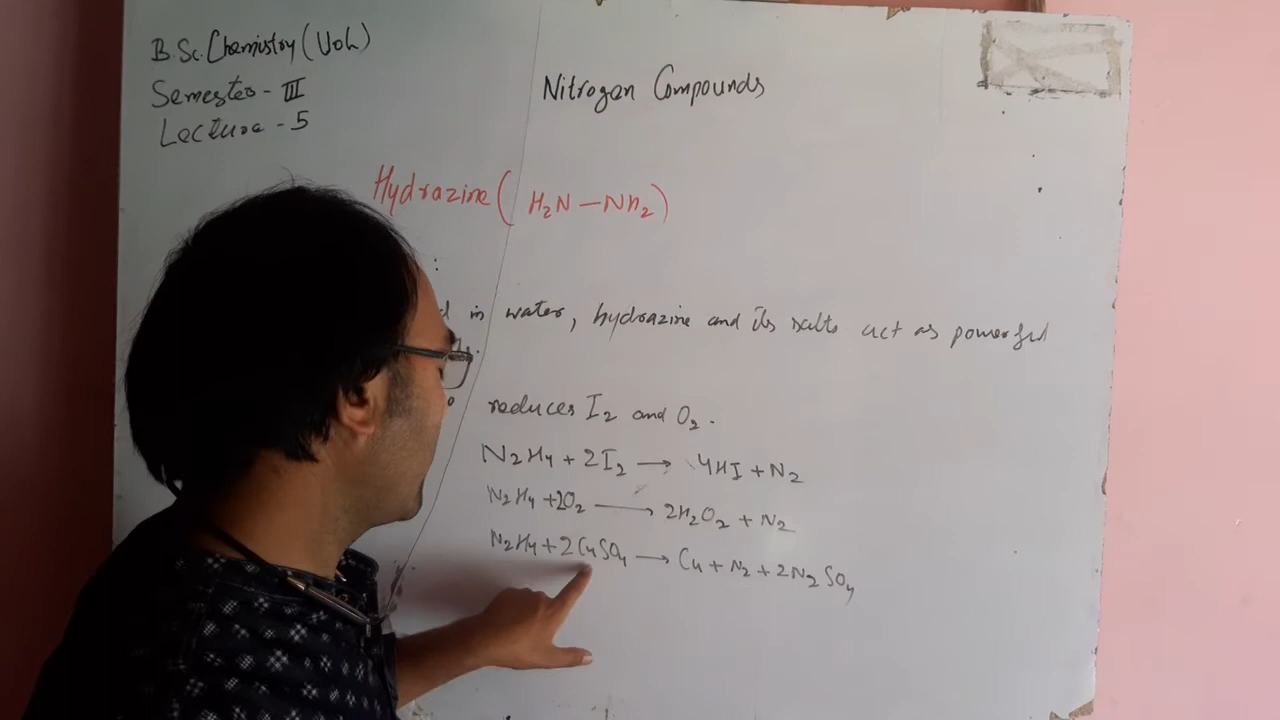 B.Sc. Chemistry (UoL)
Semester - III
Lecture - 5
Nitrogen Compounds
Hydrazine ( H2N — NH2 )
in water, hydrazine and its salts act as powerful
reduces I2 and O2.
N2H4 + 2I2 → 4HI + N2
N2H4 + 2O2 → 2H2O2 + N2
N2H4 + 2CuSO4 → Cu + N2 + 2N2SO4